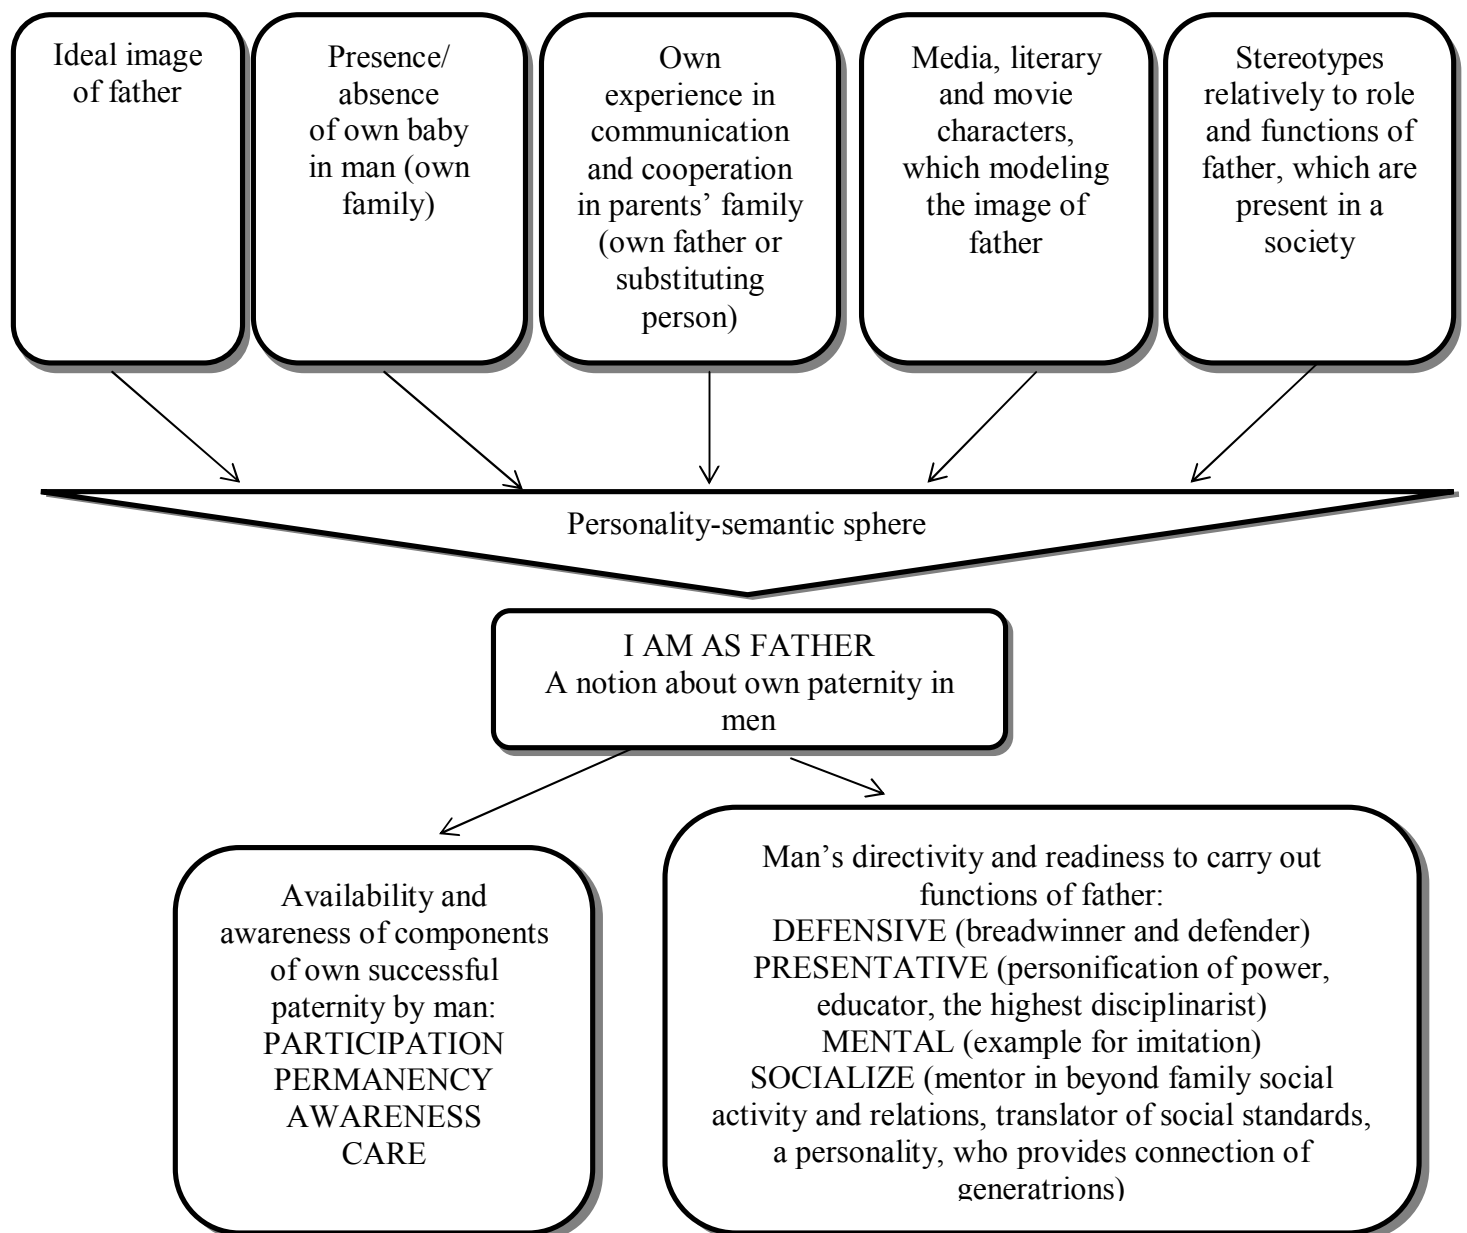 Ideal image
of father
Presence/
absence
of own baby
in man (own
family)
Own
experience in
communication
and cooperation
in parents’ family
(own father or
substituting
person)
Media, literary
and movie
characters,
which modeling
the image of
father
Stereotypes
relatively to role
and functions of
father, which are
present in a
society
Personality-semantic sphere
I AM AS FATHER
A notion about own paternity in
men
Availability and
awareness of components
of own successful
paternity by man:
PARTICIPATION
PERMANENCY
AWARENESS
CARE
Man’s directivity and readiness to carry out
functions of father:
DEFENSIVE (breadwinner and defender)
PRESENTATIVE (personification of power,
educator, the highest disciplinarist)
MENTAL (example for imitation)
SOCIALIZE (mentor in beyond family social
activity and relations, translator of social standards,
a personality, who provides connection of
generatrions)